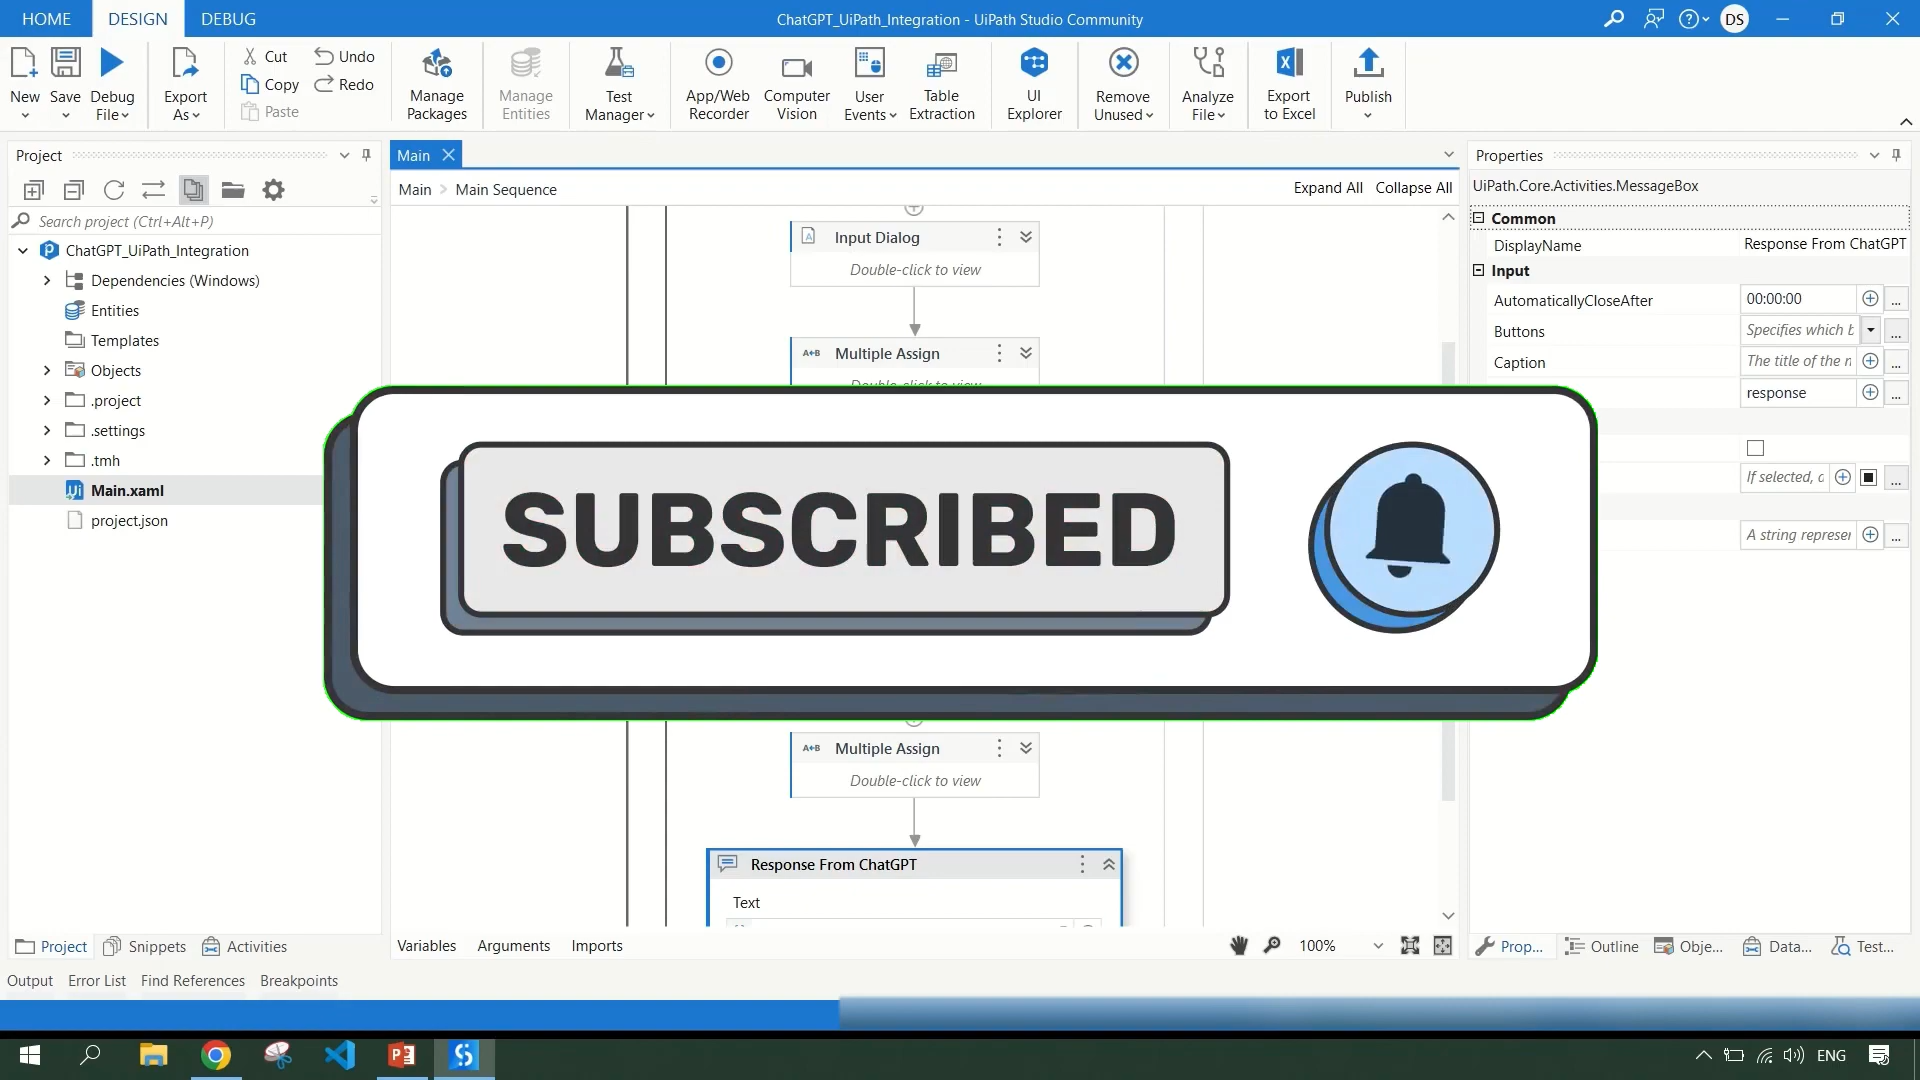 HOME DESIGN DEBUG
ChatGPT_UiPath_Integration - UiPath Studio Community
DS
New
Save
Debug File
Export As
Cut
Copy
Paste
Undo
Redo
Manage Packages
Manage Entities
Test Manager
App/Web Recorder
Computer Vision
User Events
Table Extraction
UI Explorer
Remove Unused
Analyze File
Export to Excel
Publish
Project
Search project (Ctrl+Alt+P)
ChatGPT_UiPath_Integration
Dependencies (Windows)
Entities
Templates
Objects
.project
.settings
.tmh
Main.xaml
project.json
Project Snippets Activities
Main
Main > Main Sequence
Expand All Collapse All
Input Dialog
Double-click to view
A+B Multiple Assign
Double-click to view
SUBSCRIBED
A+B Multiple Assign
Double-click to view
Response From ChatGPT
Text
Variables Arguments Imports
100%
Properties
UiPath.Core.Activities.MessageBox
Common
DisplayName Response From ChatGPT
Input
AutomaticallyCloseAfter 00:00:00 ...
Buttons Specifies which b ...
Caption The title of the n ...
response ...
If selected, c ...
A string represer ...
Prop... Outline Obje... Data... Test...
Output Error List Find References Breakpoints
ENG